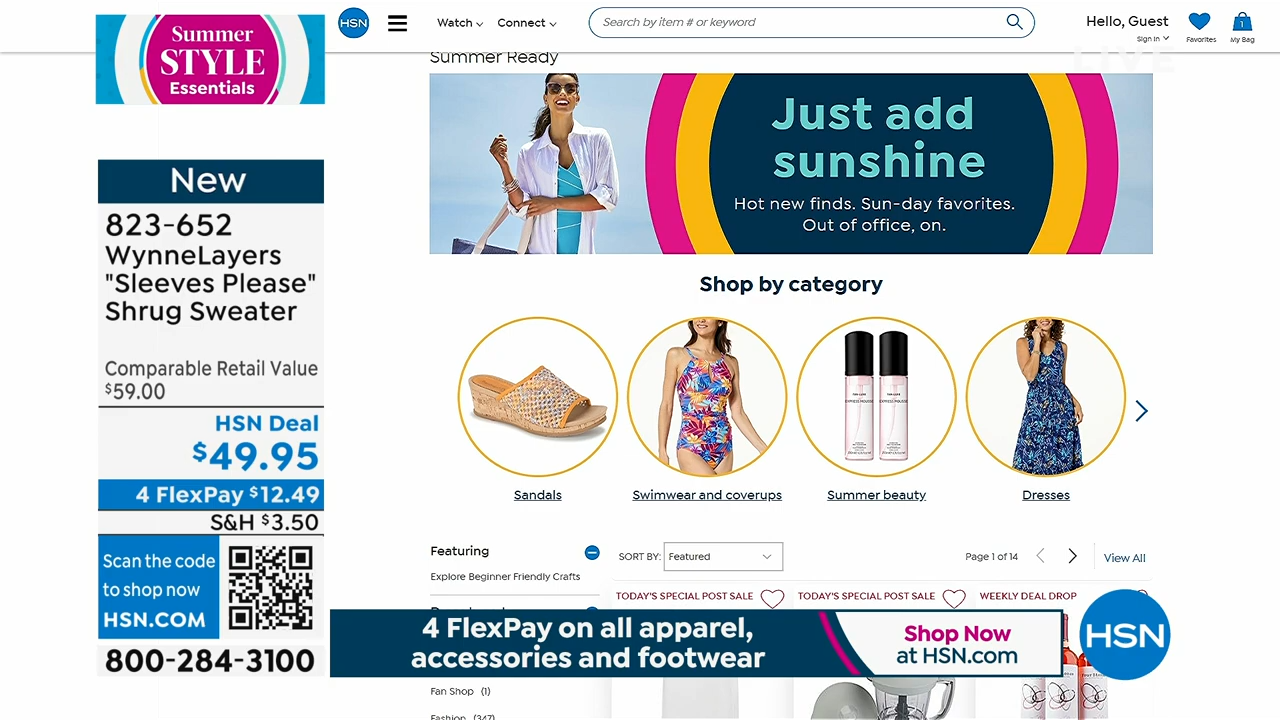 Summer
STYLE
Essentials
HSN
Watch
Connect
Search by item # or keyword
Hello, Guest
Sign In
Favorites
1
My Bag
LIVE
Summer Ready
Just add
sunshine
Hot new finds. Sun-day favorites.
Out of office, on.
New
823-652
WynneLayers
"Sleeves Please"
Shrug Sweater
Comparable Retail Value
$59.00
HSN Deal
$49.95
4 FlexPay $12.49
S&H $3.50
Scan the code
to shop now
HSN.COM
800-284-3100
Shop by category
Sandals
Swimwear and coverups
Summer beauty
Dresses
Featuring
Explore Beginner Friendly Crafts
SORT BY:
Featured
Page 1 of 14
View All
TODAY'S SPECIAL POST SALE
TODAY'S SPECIAL POST SALE
WEEKLY DEAL DROP
4 FlexPay on all apparel,
accessories and footwear
Shop Now
at HSN.com
HSN
Fan Shop (1)
Fashion (347)